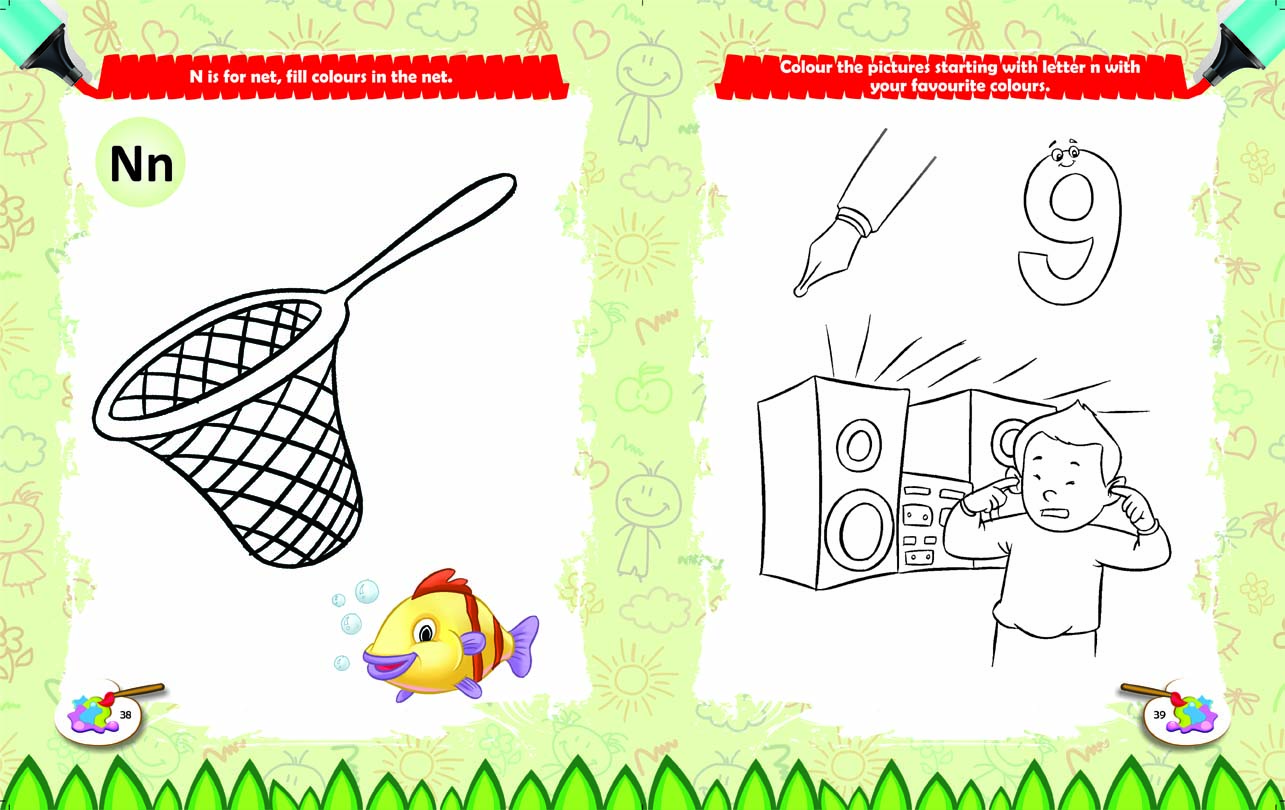 N is for net, fill colours in the net.
Nn
38
Colour the pictures starting with letter n with
your favourite colours.
9
39